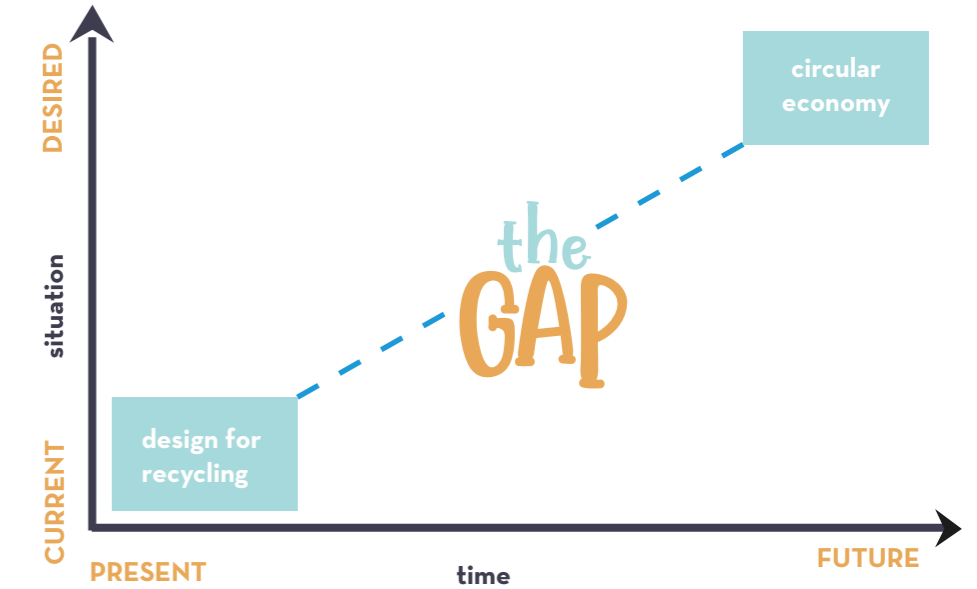 DESIRED
circular
economy
the
GAP
situation
design for
recycling
CURRENT
PRESENT
time
FUTURE